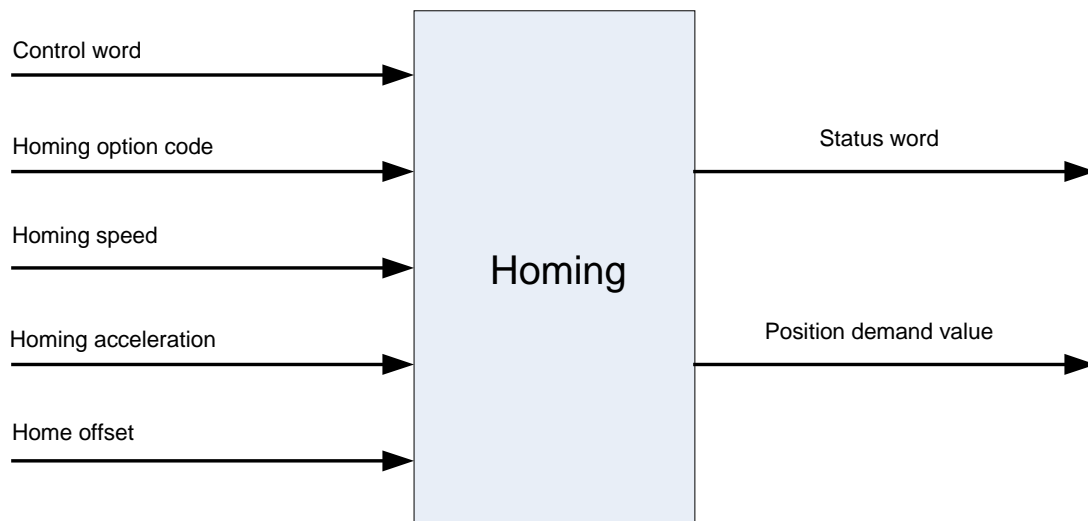 Control word
Homing option code
Homing speed
Homing acceleration
Home offset
Homing
Status word
Position demand value